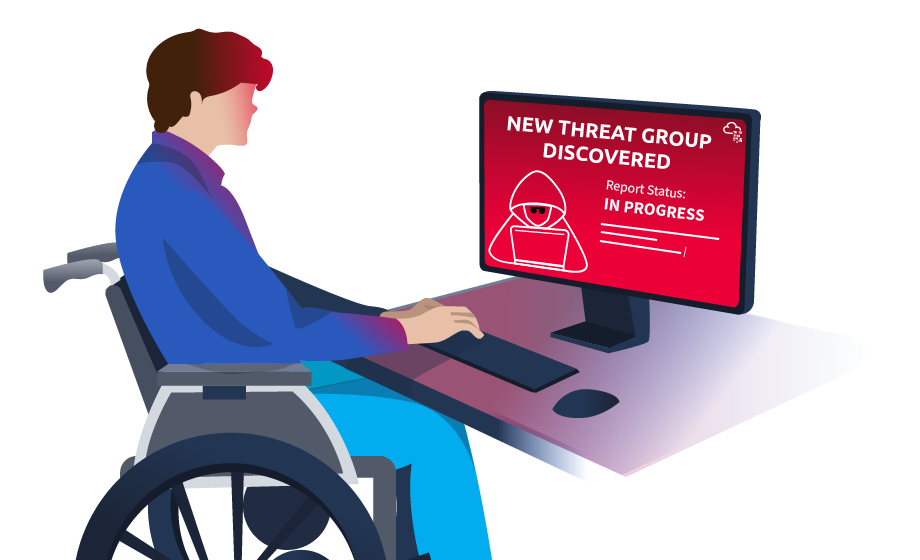 NEW THREAT GROUP
DISCOVERED
Report Status:
IN PROGRESS